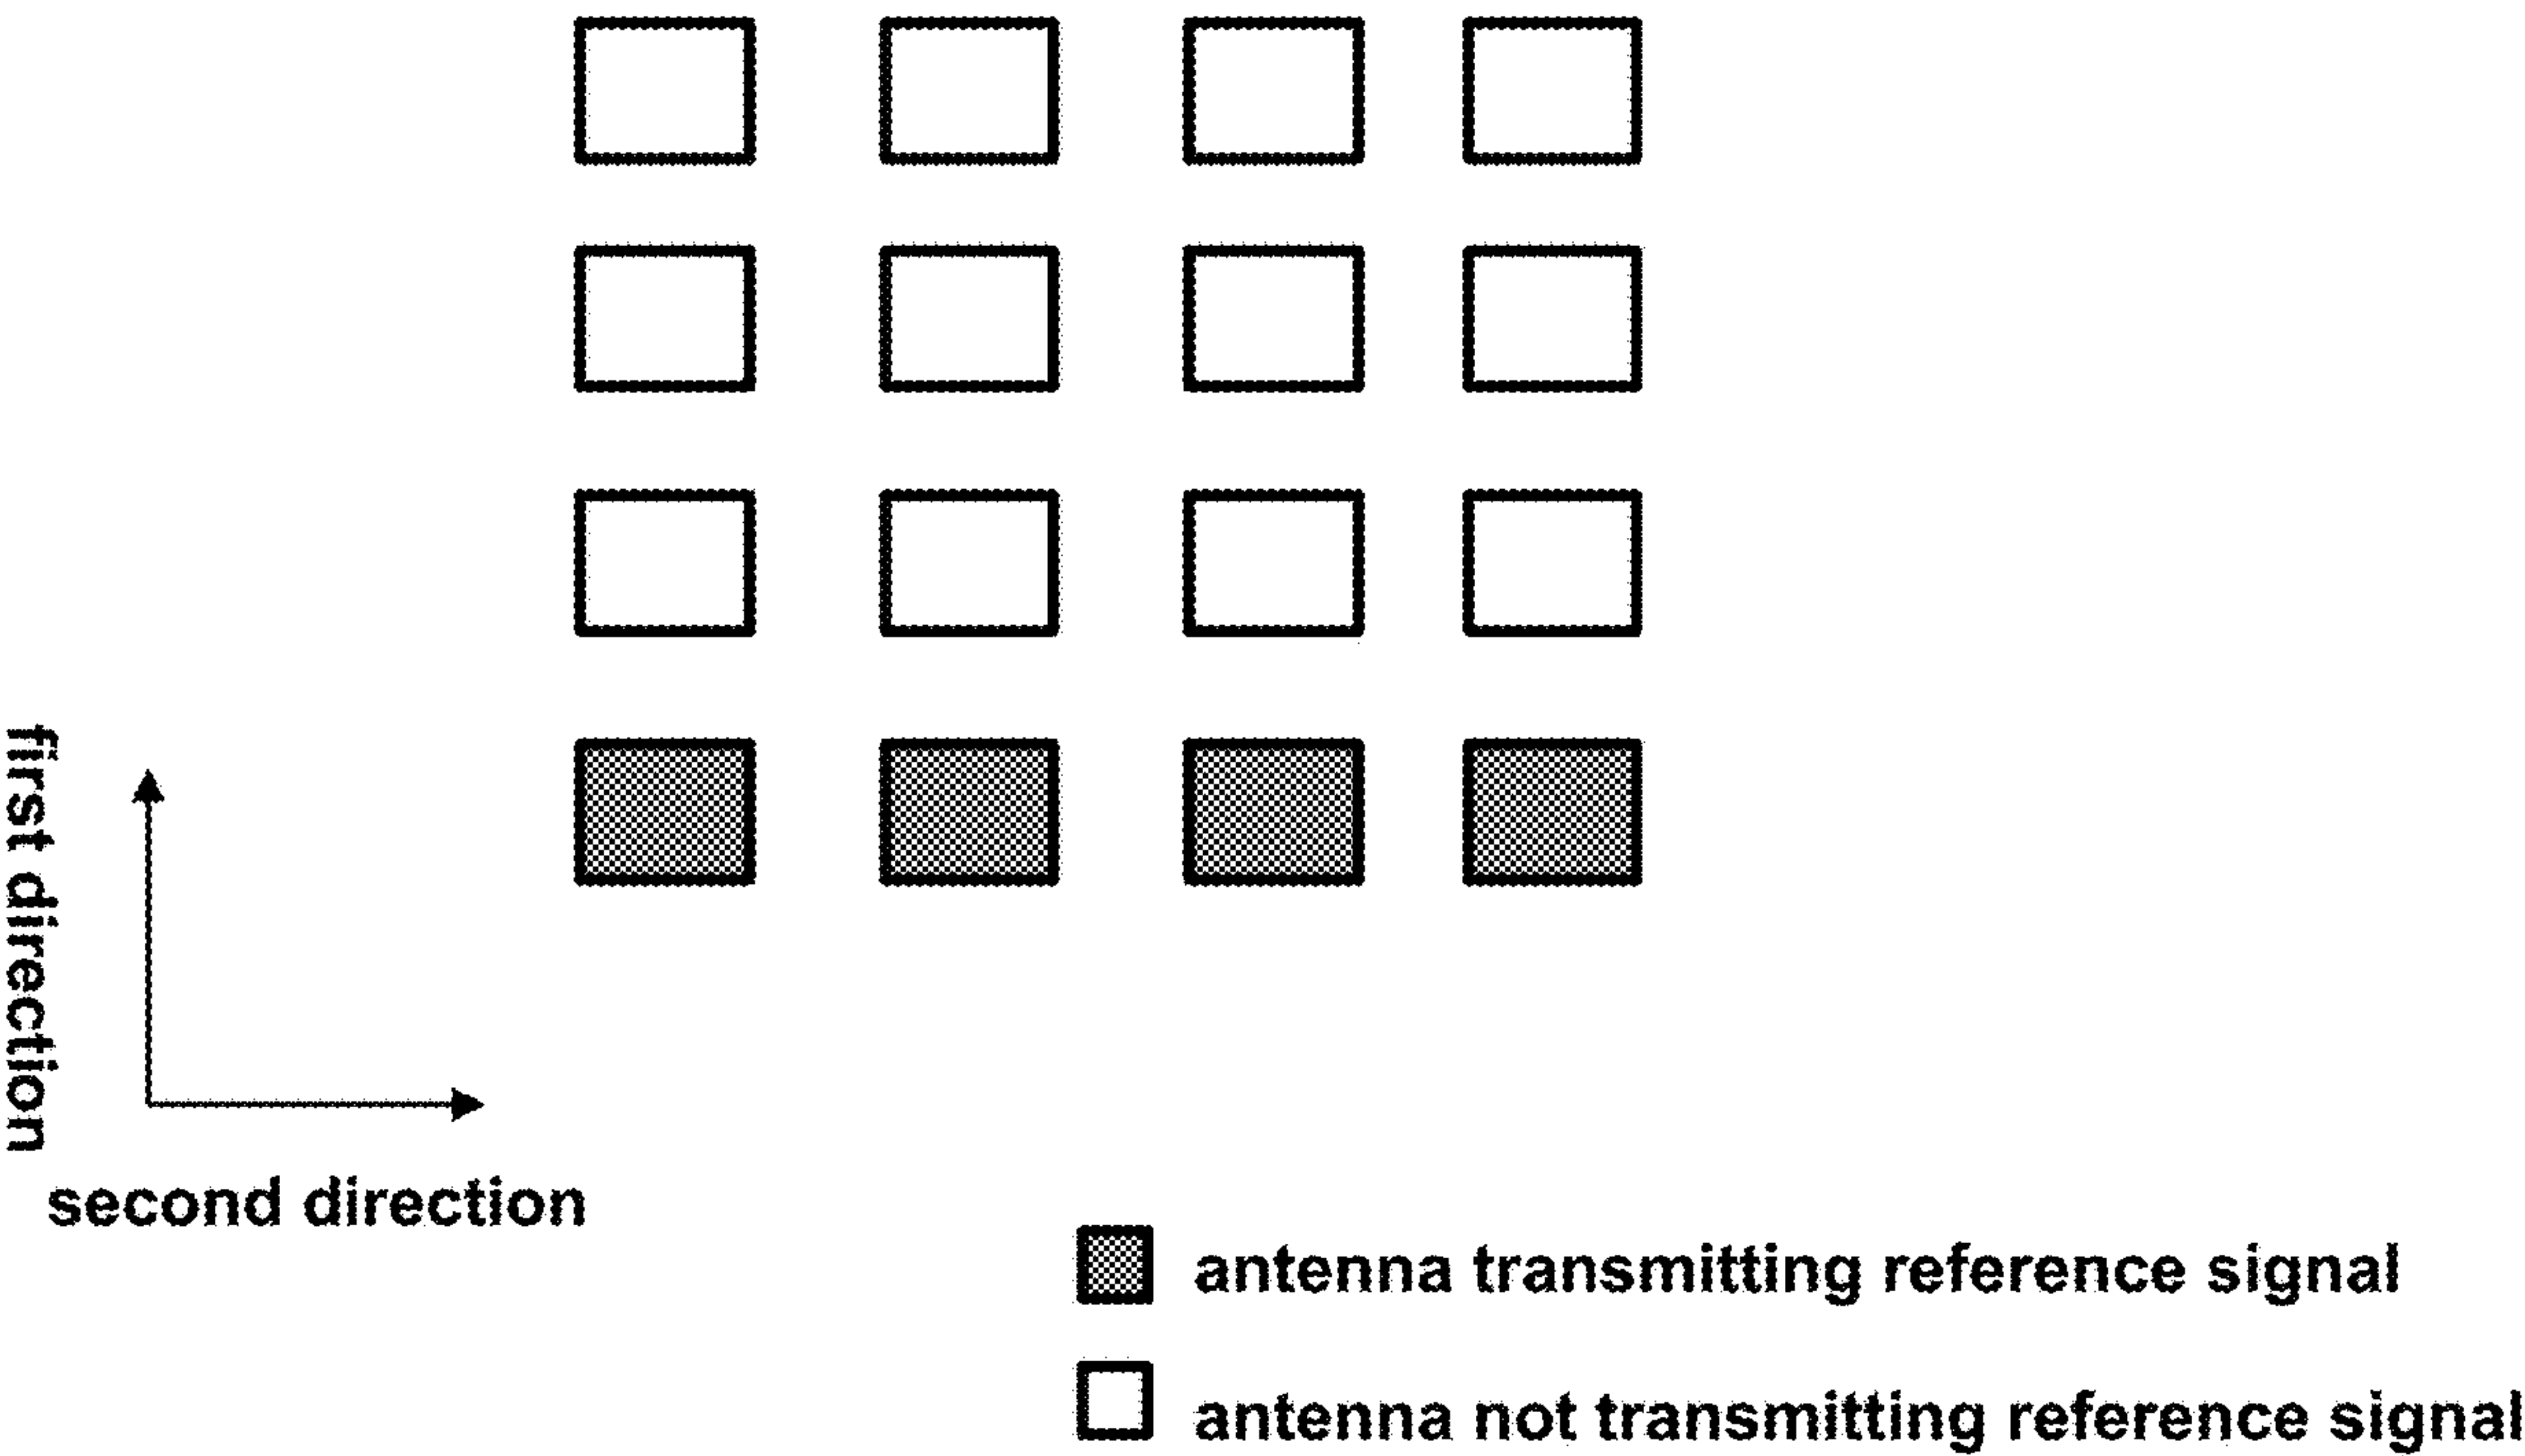 first direction
second direction
antenna transmitting reference signal
antenna not transmitting reference signal